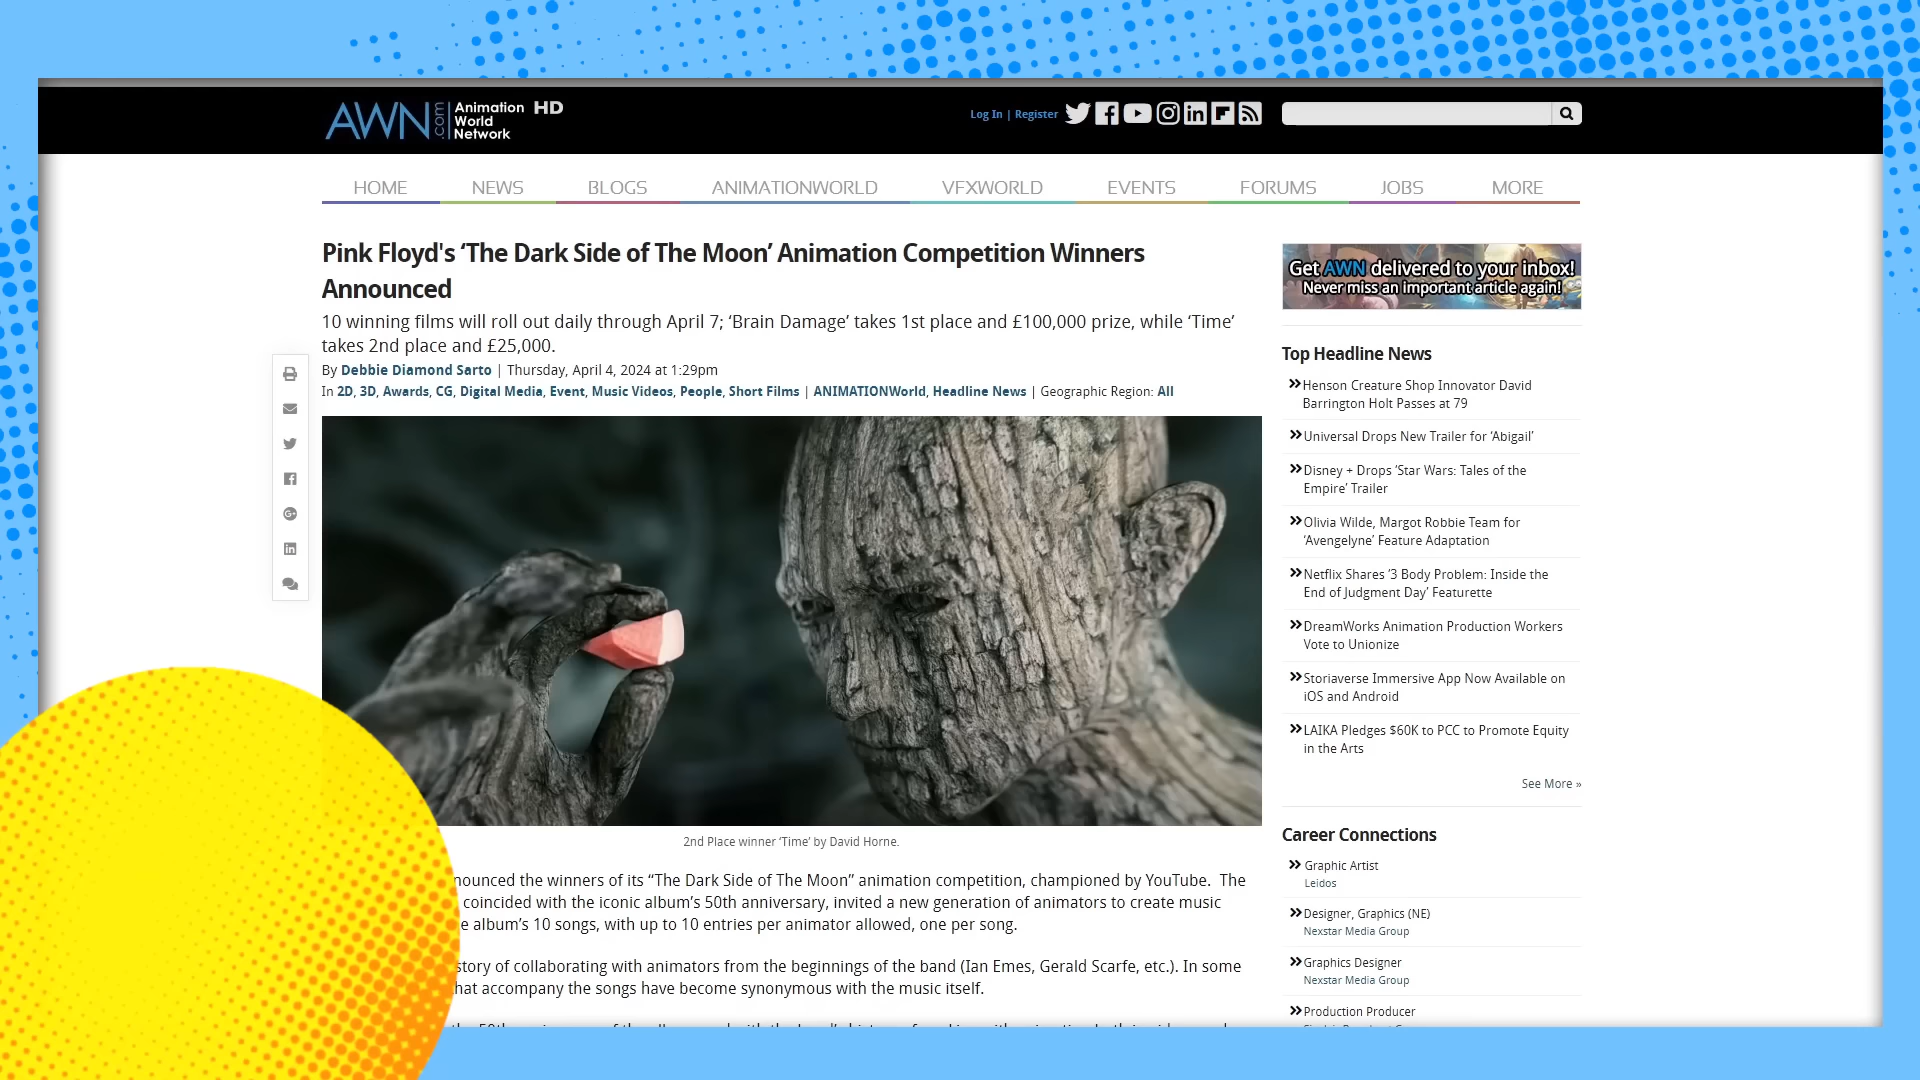 AWN.com Animation World Network HD
Log In | Register
HOME NEWS BLOGS ANIMATIONWORLD VFXWORLD EVENTS FORUMS JOBS MORE
Pink Floyd's ‘The Dark Side of The Moon’ Animation Competition Winners
Announced
10 winning films will roll out daily through April 7; ‘Brain Damage’ takes 1st place and £100,000 prize, while ‘Time’
takes 2nd place and £25,000.
By Debbie Diamond Sarto | Thursday, April 4, 2024 at 1:29pm
In 2D, 3D, Awards, CG, Digital Media, Event, Music Videos, People, Short Films | ANIMATIONWorld, Headline News | Geographic Region: All
2nd Place winner ‘Time’ by David Horne.
nounced the winners of its “The Dark Side of The Moon” animation competition, championed by YouTube. The
coincided with the iconic album’s 50th anniversary, invited a new generation of animators to create music
e album’s 10 songs, with up to 10 entries per animator allowed, one per song.
story of collaborating with animators from the beginnings of the band (Ian Emes, Gerald Scarfe, etc.). In some
hat accompany the songs have become synonymous with the music itself.
Get AWN delivered to your inbox!
Never miss an important article again!
Top Headline News
Henson Creature Shop Innovator David
Barrington Holt Passes at 79
Universal Drops New Trailer for ‘Abigail’
Disney + Drops ‘Star Wars: Tales of the
Empire’ Trailer
Olivia Wilde, Margot Robbie Team for
‘Avengelyne’ Feature Adaptation
Netflix Shares ‘3 Body Problem: Inside the
End of Judgment Day’ Featurette
DreamWorks Animation Production Workers
Vote to Unionize
Storiaverse Immersive App Now Available on
iOS and Android
LAIKA Pledges $60K to PCC to Promote Equity
in the Arts
See More »
Career Connections
Graphic Artist
Leidos
Designer, Graphics (NE)
Nexstar Media Group
Graphics Designer
Nexstar Media Group
Production Producer